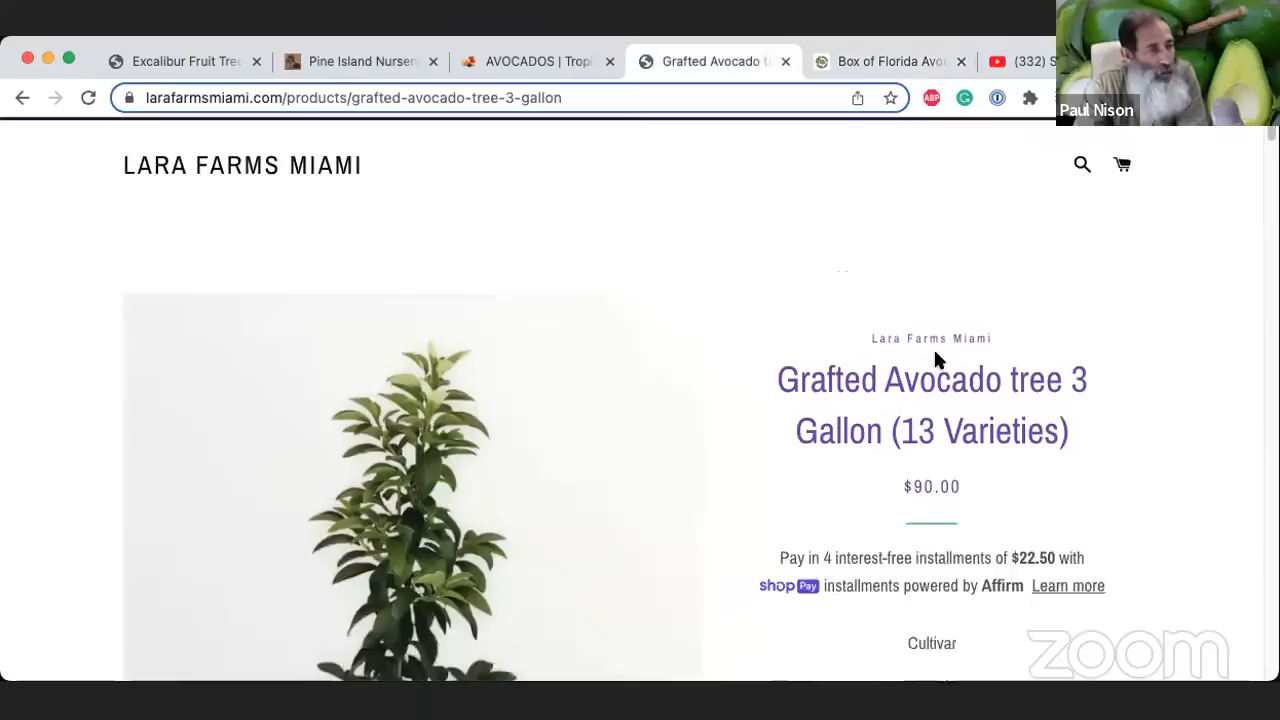 Excalibur Fruit Tree
Pine Island Nursery
AVOCADOS | Tropi
Grafted Avocado t
Box of Florida Avo
(332) S
larafarmsmiami.com/products/grafted-avocado-tree-3-gallon
ABP
Paul Nison
LARA FARMS MIAMI
Lara Farms Miami
Grafted Avocado tree 3
Gallon (13 Varieties)
$90.00
Pay in 4 interest-free installments of $22.50 with
shop Pay installments powered by Affirm Learn more
Cultivar
zoom